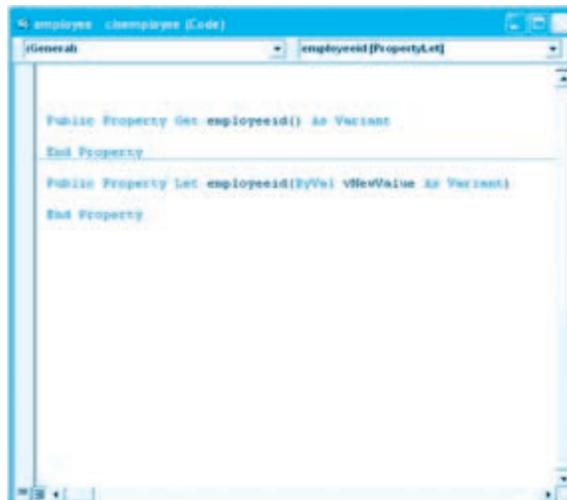 employee - clsemployee (Code)
(General)
employeeid [PropertyLet]
Public Property Get employeeid() As Variant
End Property
Public Property Let employeeid(ByVal vNewValue As Variant)
End Property